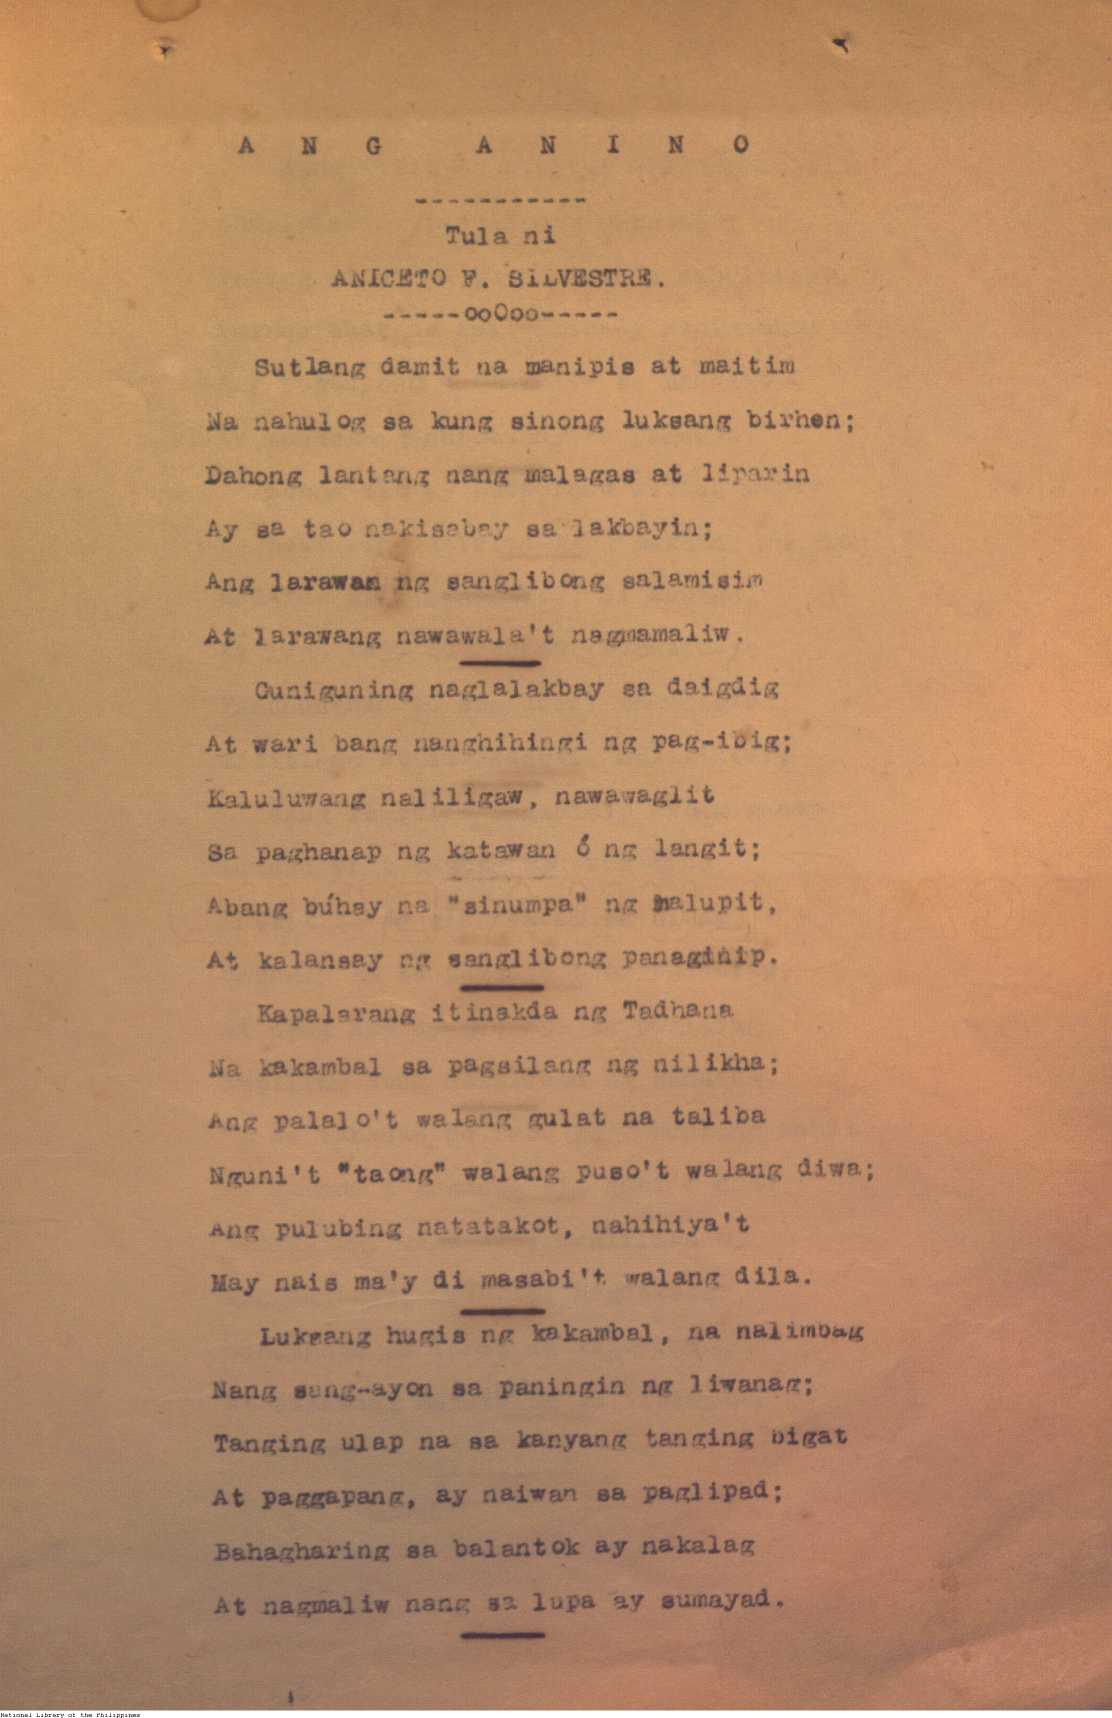 ANG ANINO
-----------
Tula ni
ANICETO F. SILVESTRE.
-----ooOoo-----
Sutlang damit na manipis at maitim
Na nahulog sa kung sinong luksang birhen;
Dahong lantang nang malagas at liparin
Ay sa tao nakisabay sa lakbayin;
Ang larawan ng sanglibong salamisim
At larawang nawawala't nagmamaliw.
Guniguning naglalakbay sa daigdig
At wari bang nanghihingi ng pag-ibig;
Kaluluwang naliligaw, nawawaglit
Sa paghanap ng katawan ó ng langit;
Abang búhay na "sinumpa" ng malupit,
At kalansay ng sanglibong panaginip.
Kapalarang itinakda ng Tadhana
Na kakambal sa pagsilang ng nilikha;
Ang palalo't walang gulat na taliba
Nguni't "taong" walang puso't walang diwa;
Ang pulubing natatakot, nahihiya't
May nais ma'y di masabi't walang dila.
Luksang hugis ng kakambal, na nalimbag
Nang sang-ayon sa paningin ng liwanag;
Tanging ulap na sa kanyang tanging bigat
At paggapang, ay naiwan sa paglipad;
Bahagharing sa balantok ay nakalag
At nagmaliw nang sa lupa ay sumayad.
National Library of the Philippines